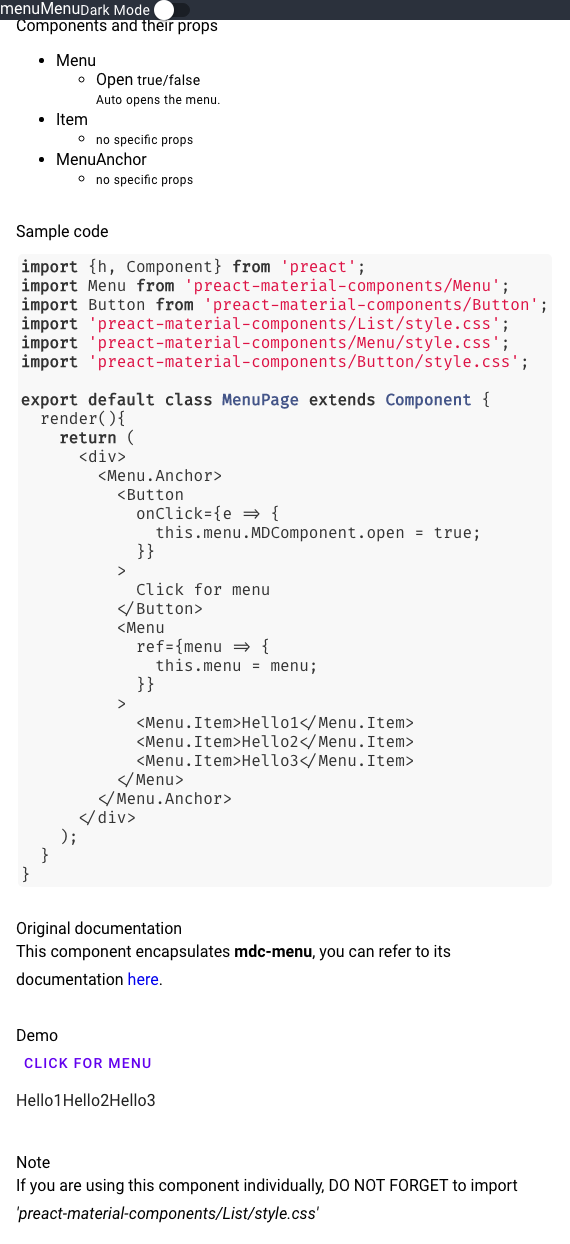 menuMenuDark Mode
Components and their props
Menu
Open true/false
Auto opens the menu.
Item
no specific props
MenuAnchor
no specific props
Sample code
import {h, Component} from 'preact';
import Menu from 'preact-material-components/Menu';
import Button from 'preact-material-components/Button';
import 'preact-material-components/List/style.css';
import 'preact-material-components/Menu/style.css';
import 'preact-material-components/Button/style.css';
export default class MenuPage extends Component {
render(){
return (
<div>
<Menu.Anchor>
<Button
onClick={e => {
this.menu.MDComponent.open = true;
}}
>
Click for menu
</Button>
<Menu
ref={menu => {
this.menu = menu;
}}
>
<Menu.Item>Hello1</Menu.Item>
<Menu.Item>Hello2</Menu.Item>
<Menu.Item>Hello3</Menu.Item>
</Menu>
</Menu.Anchor>
</div>
);
}
}
Original documentation
This component encapsulates mdc-menu, you can refer to its
documentation here.
Demo
CLICK FOR MENU
Hello1Hello2Hello3
Note
If you are using this component individually, DO NOT FORGET to import
'preact-material-components/List/style.css'